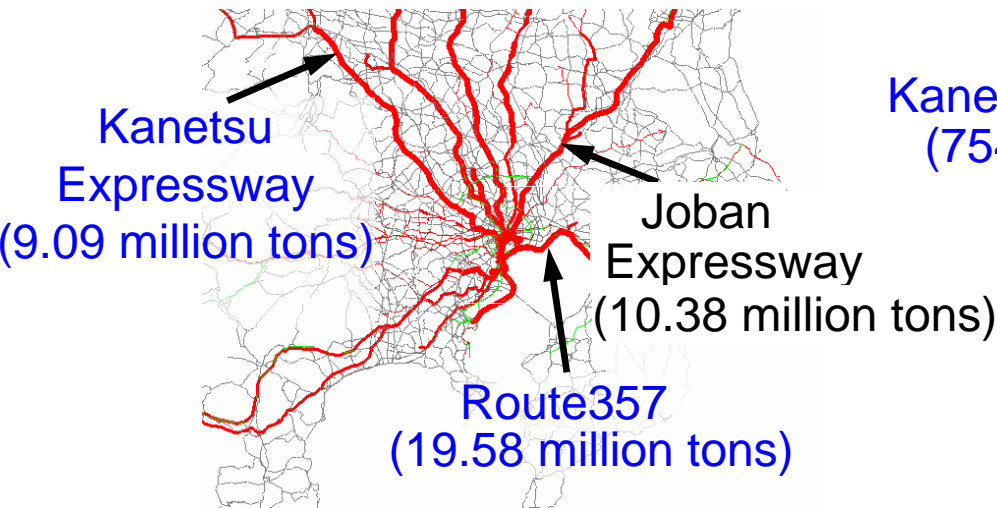 Kanetsu
Expressway
(9.09 million tons)
Joban
Expressway
(10.38 million tons)
Route357
(19.58 million tons)